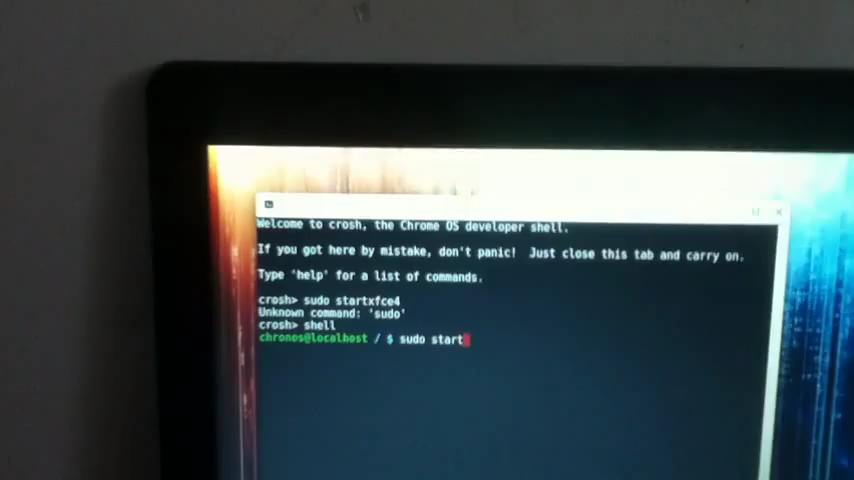 Welcome to crosh, the Chrome OS developer shell.
If you got here by mistake, don't panic!  Just close this tab and carry on.
Type 'help' for a list of commands.
crosh> sudo startxfce4
Unknown command: 'sudo'
crosh> shell
chronos@localhost / $ sudo start